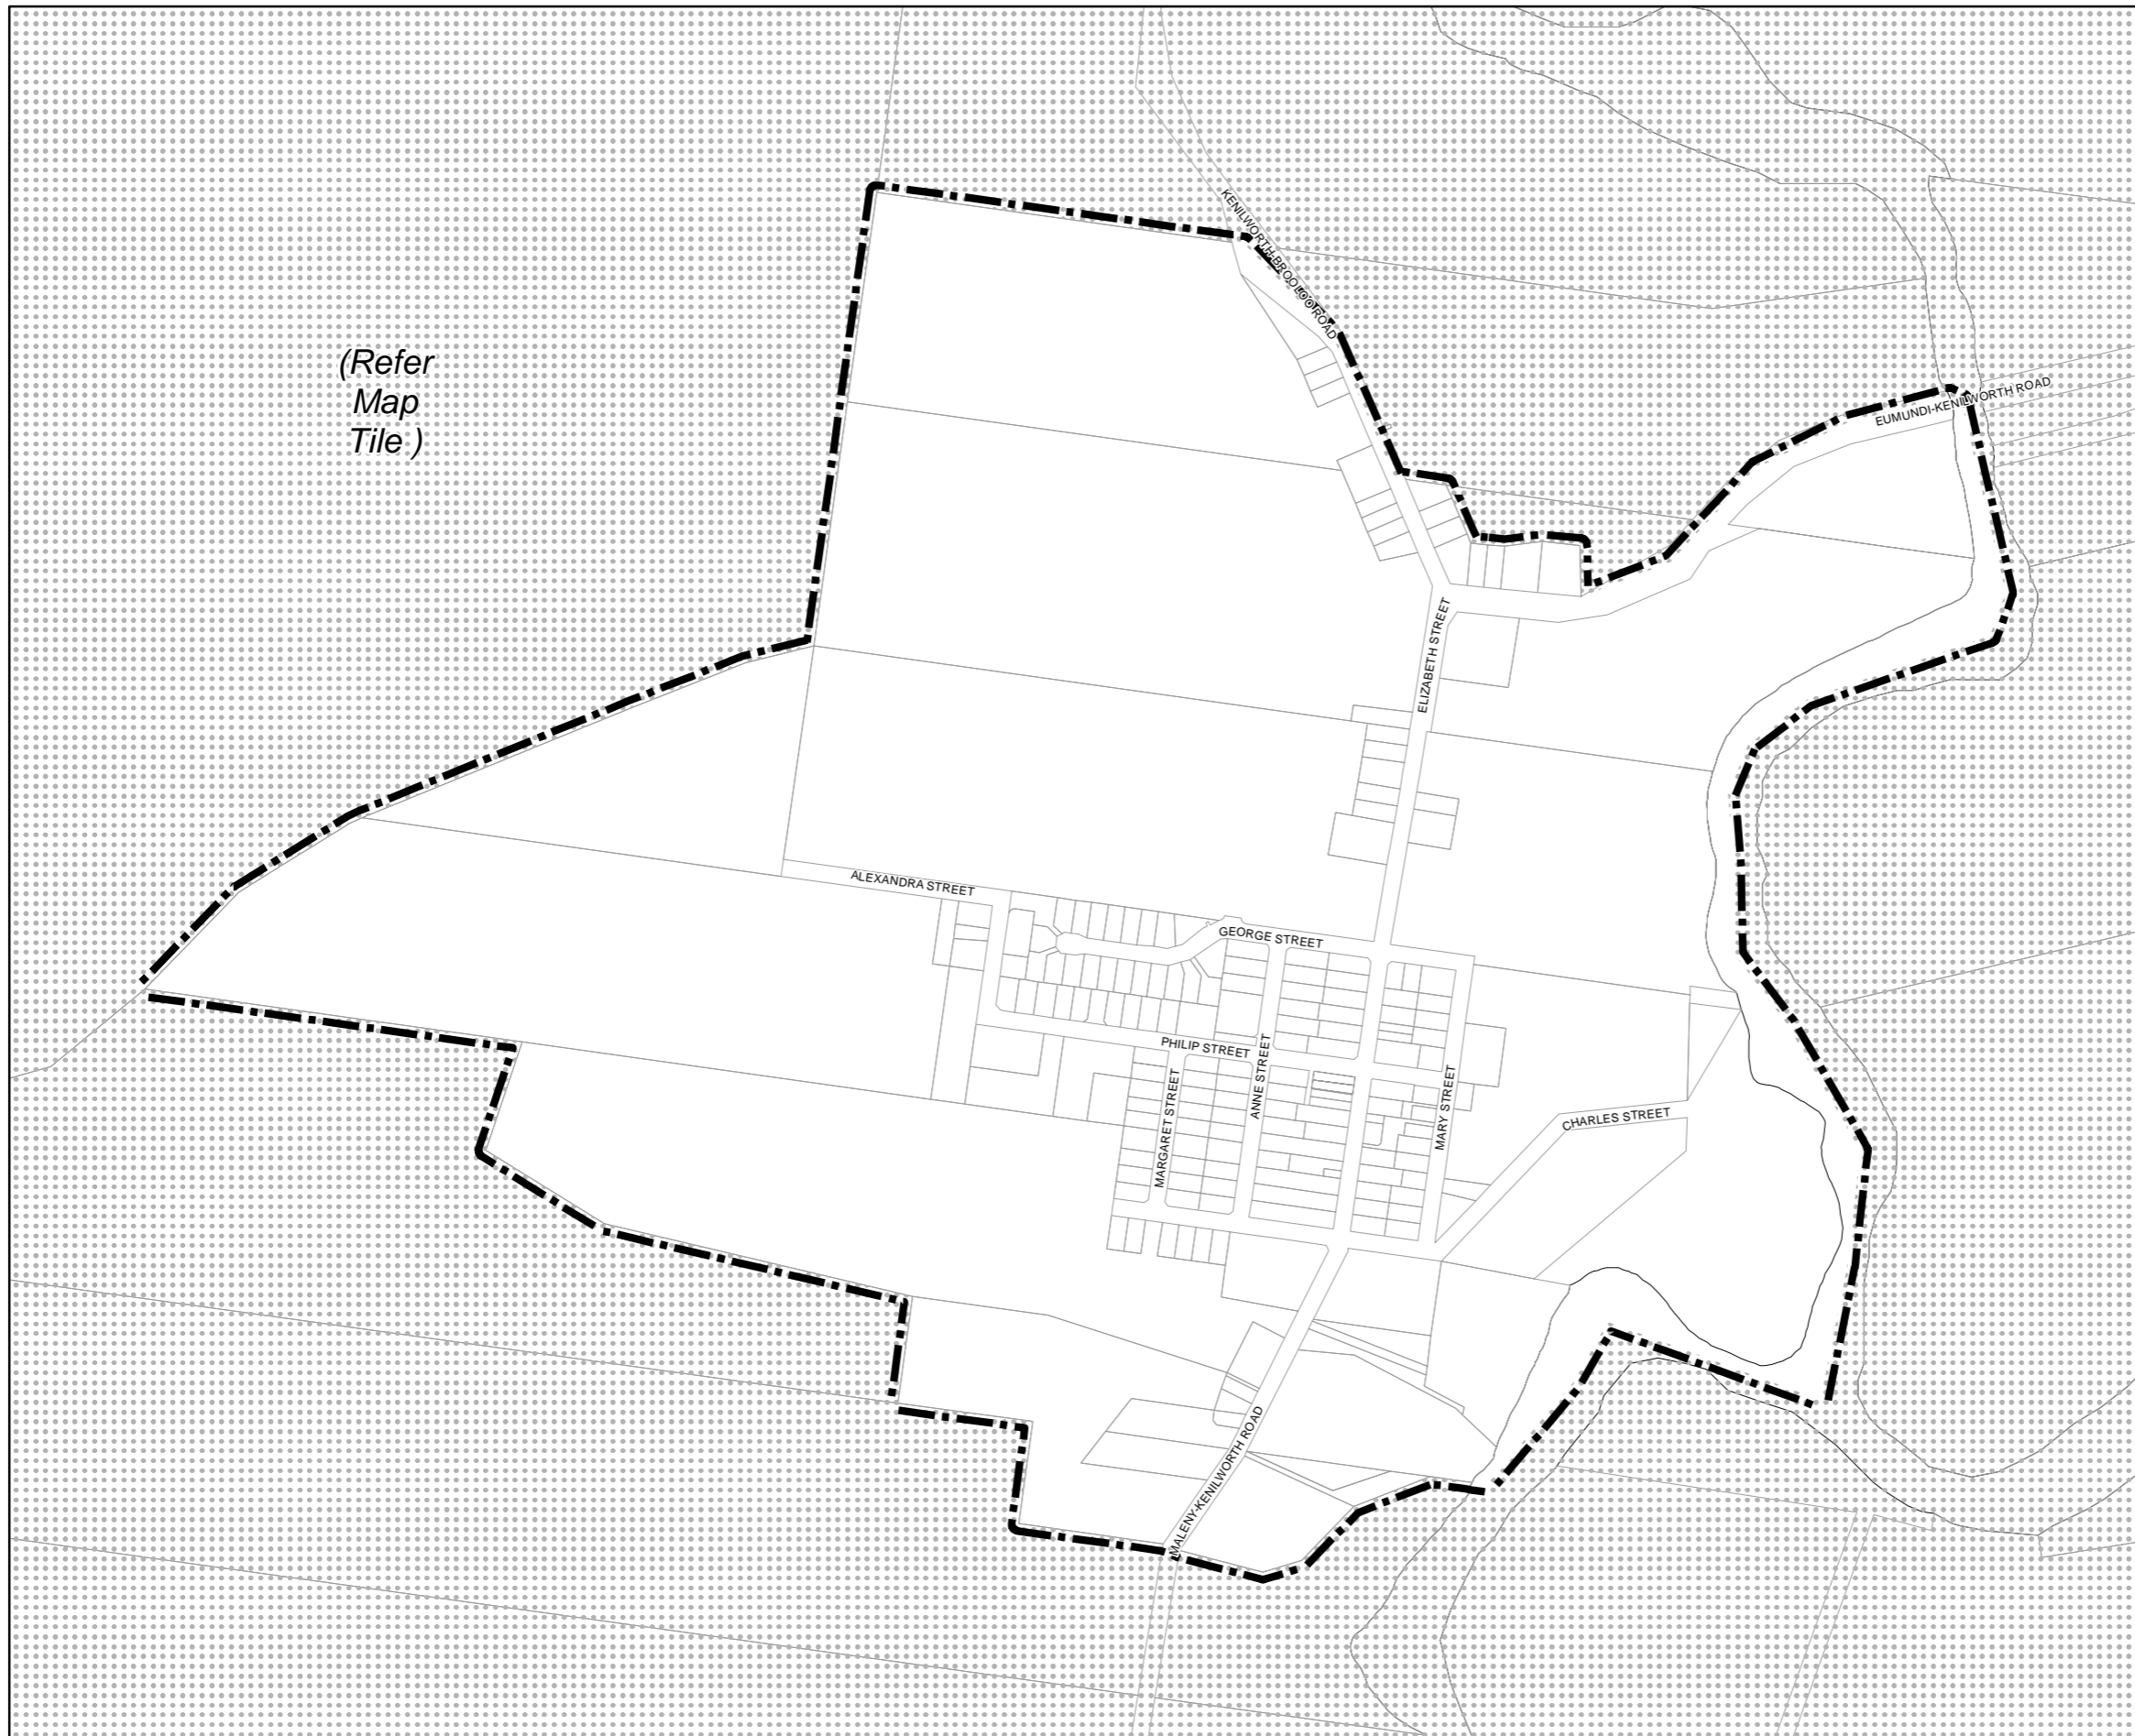 KENILWORTH-BROOLOO ROAD
(Refer
Map
Tile )
EUMUNDI-KENILWORTH ROAD
ELIZABETH STREET
ALEXANDRA STREET
GEORGE STREET
PHILIP STREET
ANNE STREET
MARGARET STREET
MARY STREET
CHARLES STREET
MALENY-KENILWORTH ROAD